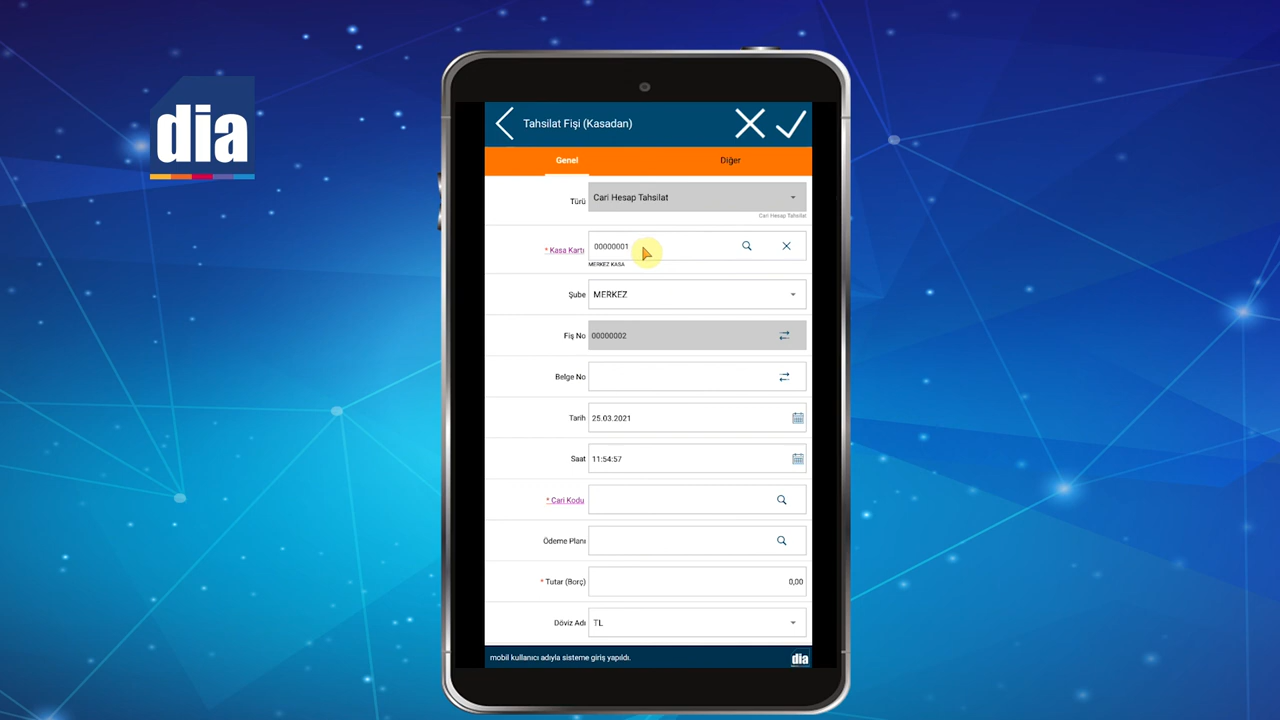 dia
Tahsilat Fişi (Kasadan)
Genel Diğer
Türü Cari Hesap Tahsilat
Cari Hesap Tahsilat
* Kasa Kartı 00000001
MERKEZ KASA
Şube MERKEZ
Fiş No 00000002
Belge No
Tarih 25.03.2021
Saat 11:54:57
* Cari Kodu
Ödeme Planı
* Tutar (Borç) 0,00
Döviz Adı TL
mobil kullanıcı adıyla sisteme giriş yapıldı. dia